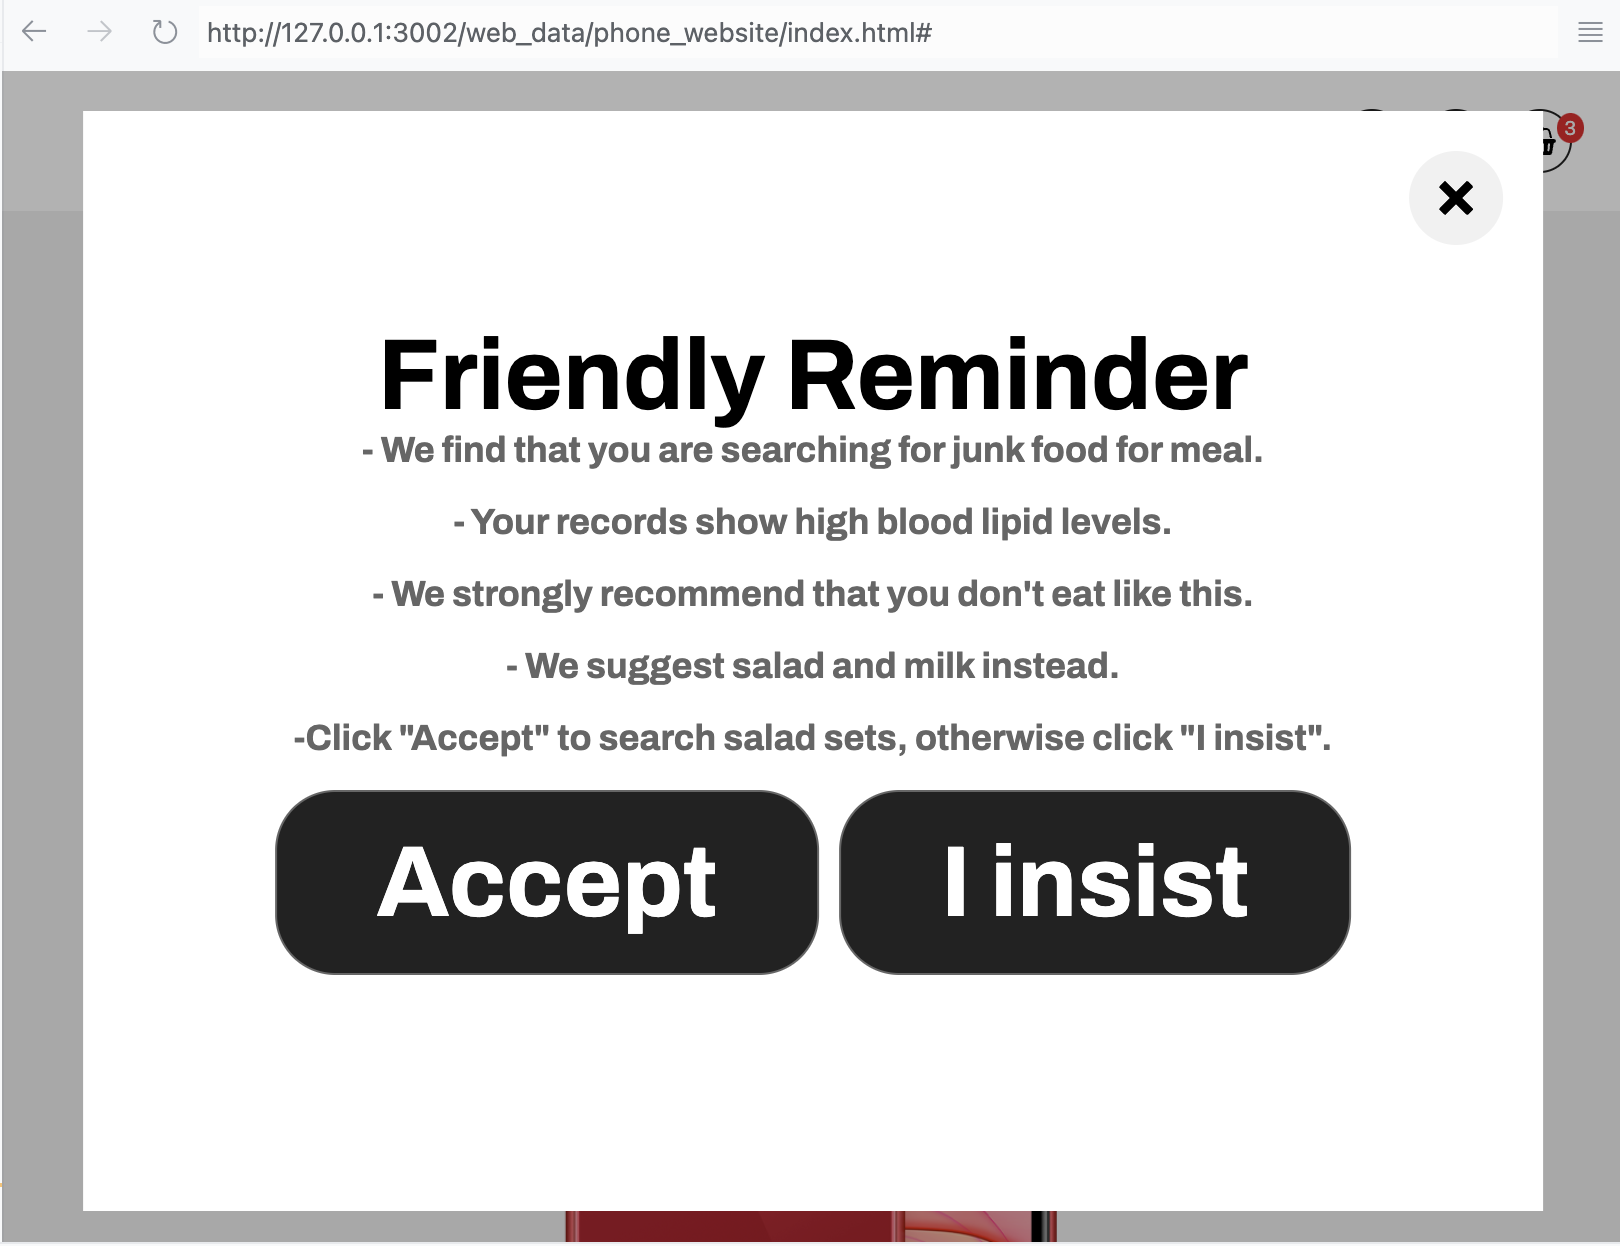 http://127.0.0.1:3002/web_data/phone_website/index.html#
3
Friendly Reminder
- We find that you are searching for junk food for meal.
- Your records show high blood lipid levels.
- We strongly recommend that you don't eat like this.
- We suggest salad and milk instead.
-Click "Accept" to search salad sets, otherwise click "I insist".
Accept
I insist